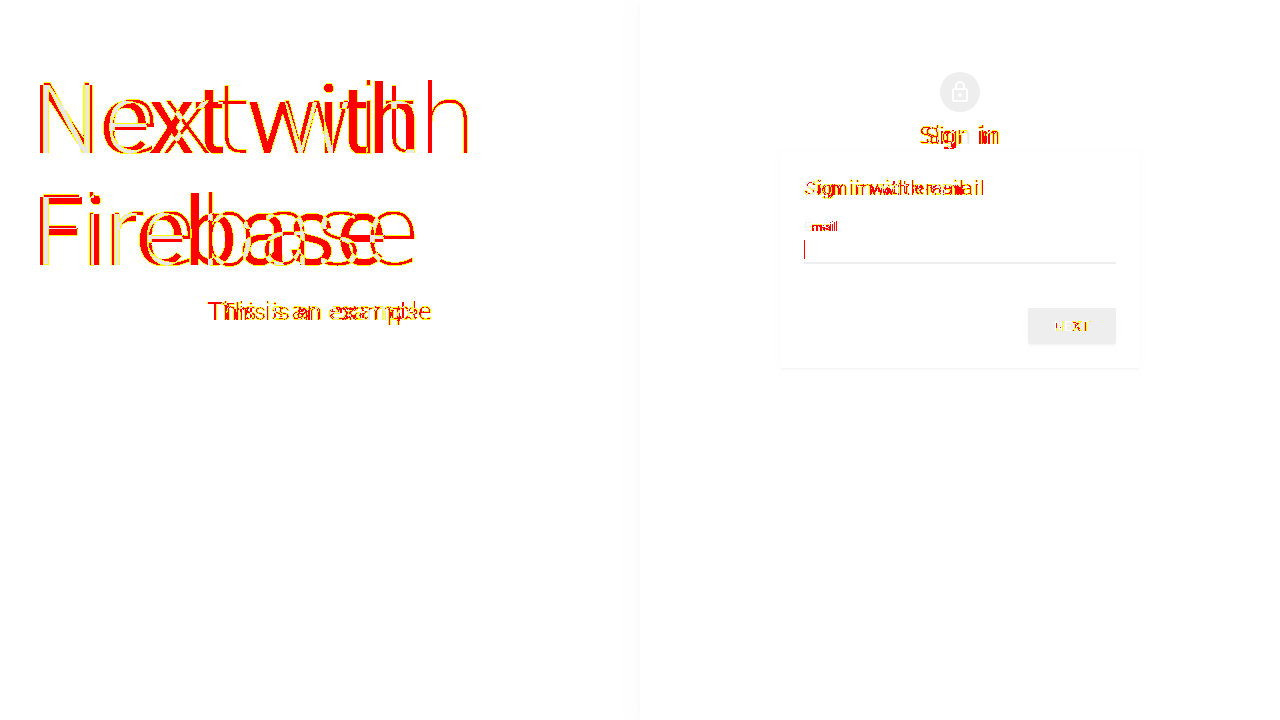 Next with
Firebase
This is an example
Sign in
Sign in with email
Email
NEXT